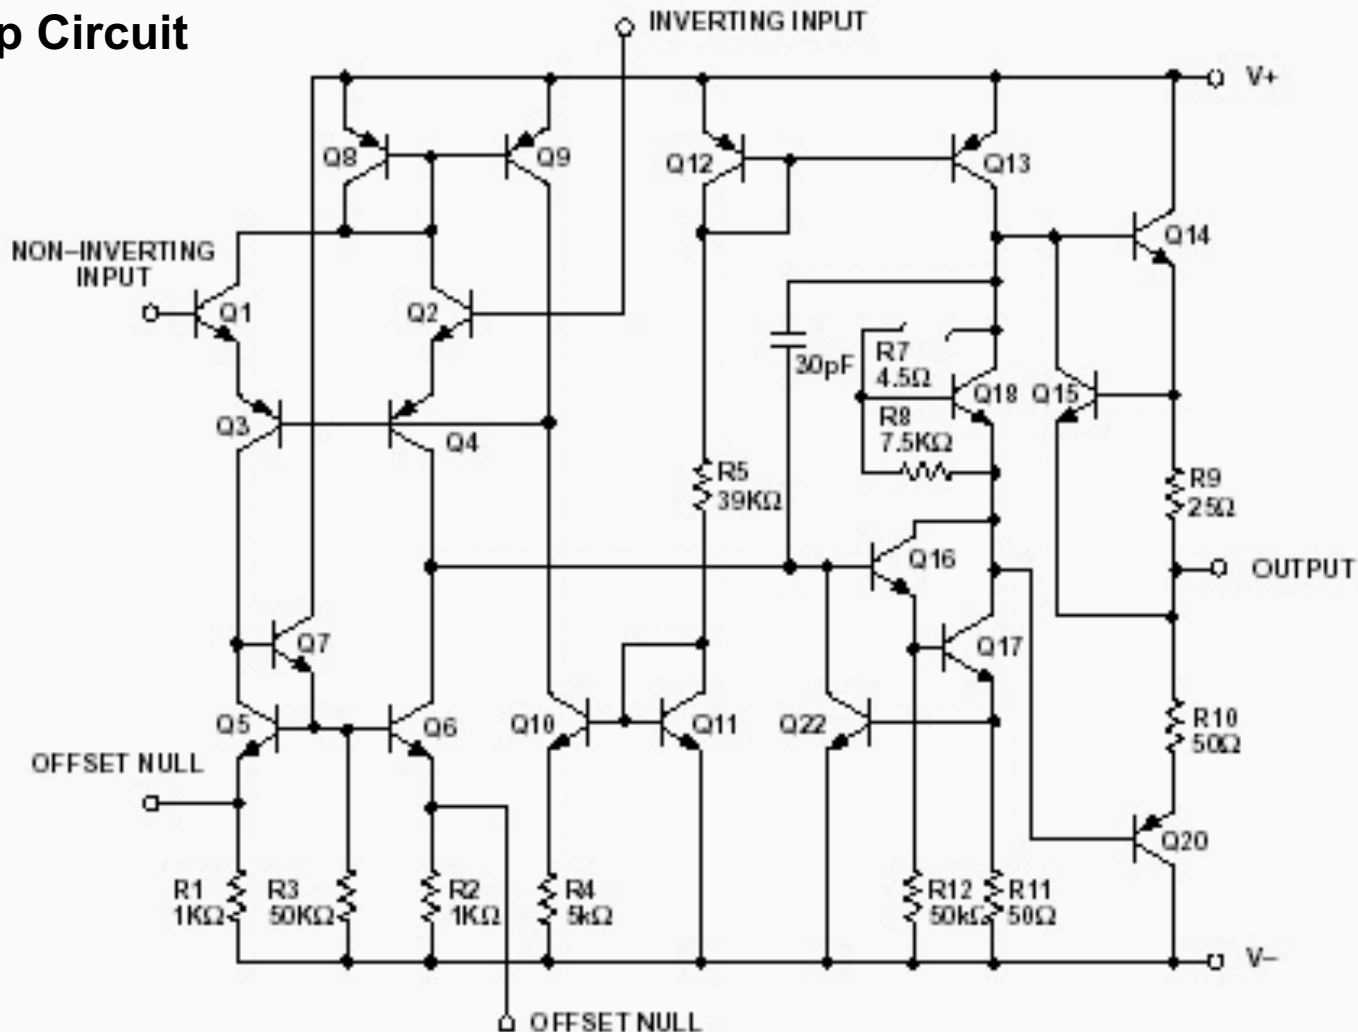 p Circuit
INVERTING INPUT
V+
Q8
Q9
Q12
Q13
Q14
NON-INVERTING
INPUT
Q1
Q2
30pF
R7
4.5Ω
Q18
Q15
Q3
Q4
R8
7.5KΩ
R5
39KΩ
R9
25Ω
Q16
OUTPUT
Q7
Q17
Q5
Q6
Q10
Q11
Q22
R10
50Ω
OFFSET NULL
Q20
R1
1KΩ
R3
50KΩ
R2
1KΩ
R4
5kΩ
R12
50kΩ
R11
50Ω
V-
OFFSET NULL